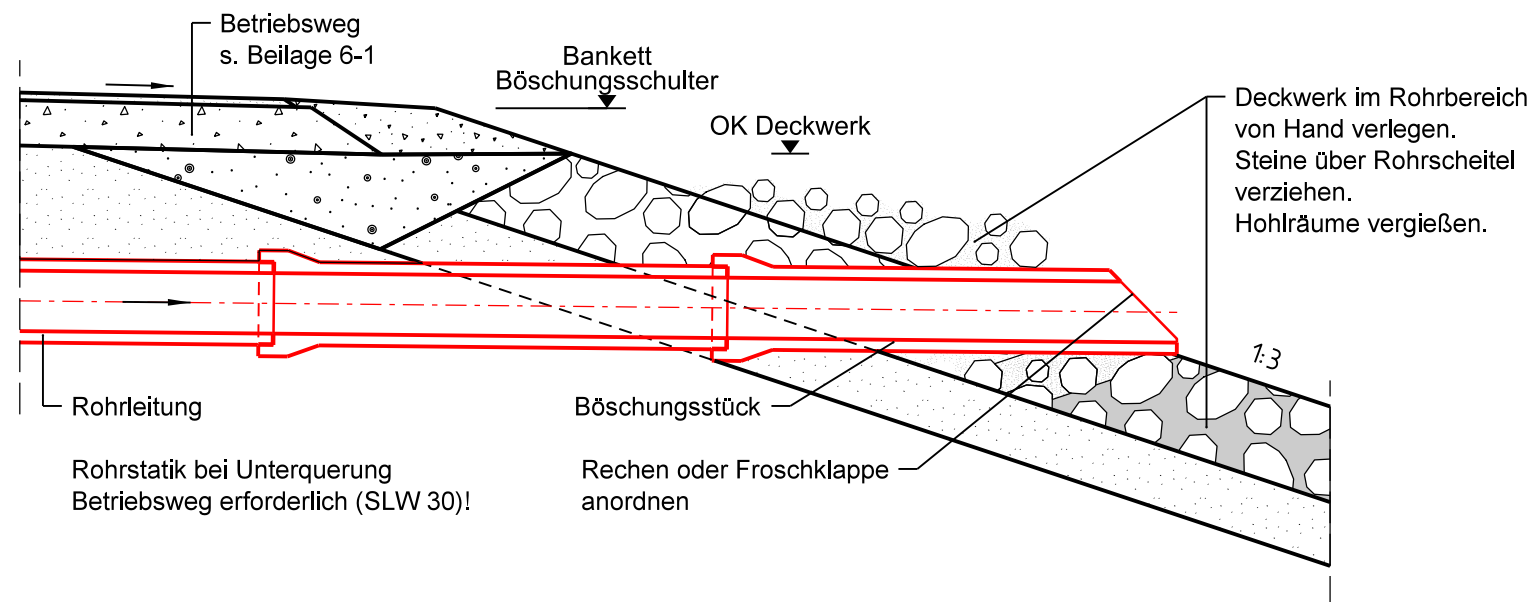 Betriebsweg
s. Beilage 6-1
Bankett
Böschungsschulter
OK Deckwerk
Deckwerk im Rohrbereich
von Hand verlegen.
Steine über Rohrscheitel
verziehen.
Hohlräume vergießen.
1:3
Rohrleitung
Rohrstatik bei Unterquerung
Betriebsweg erforderlich (SLW 30)!
Böschungsstück
Rechen oder Froschklappe
anordnen